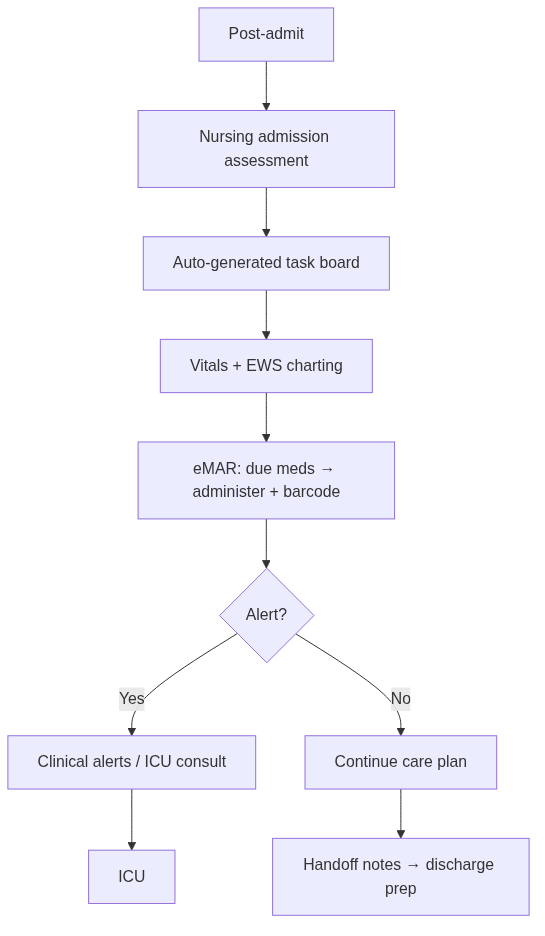 Post-admit
Nursing admission
assessment
Auto-generated task board
Vitals + EWS charting
eMAR: due meds →
administer + barcode
Alert?
Yes
No
Clinical alerts / ICU consult
Continue care plan
ICU
Handoff notes → discharge
prep